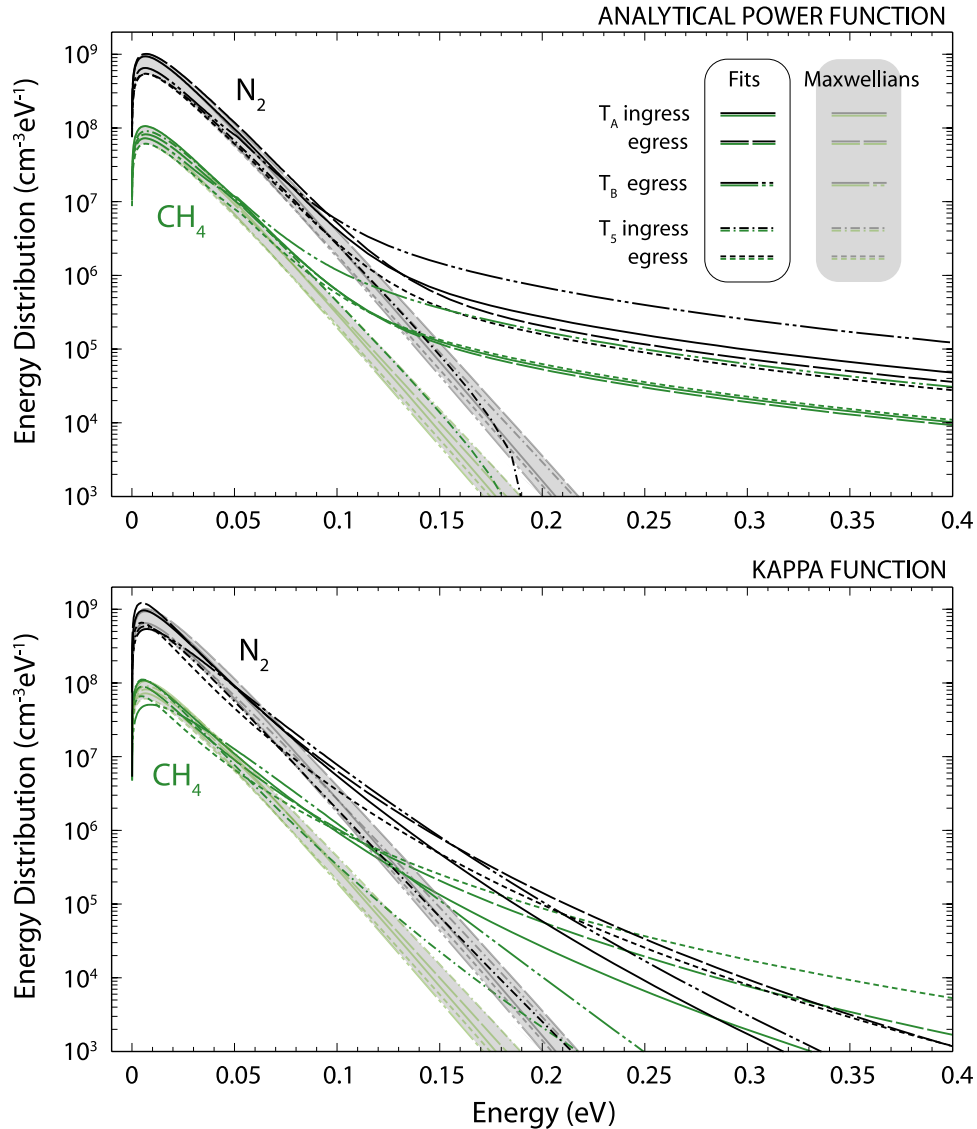 ANALYTICAL POWER FUNCTION
Energy Distribution (cm⁻³eV⁻¹)
10⁹
10⁸
10⁷
10⁶
10⁵
10⁴
10³
N₂
CH₄
Fits Maxwellians
T_A ingress
egress
T_B egress
T₅ ingress
egress
0 0.05 0.1 0.15 0.2 0.25 0.3 0.35 0.4
KAPPA FUNCTION
Energy Distribution (cm⁻³eV⁻¹)
10⁹
10⁸
10⁷
10⁶
10⁵
10⁴
10³
N₂
CH₄
0 0.05 0.1 0.15 0.2 0.25 0.3 0.35 0.4
Energy (eV)